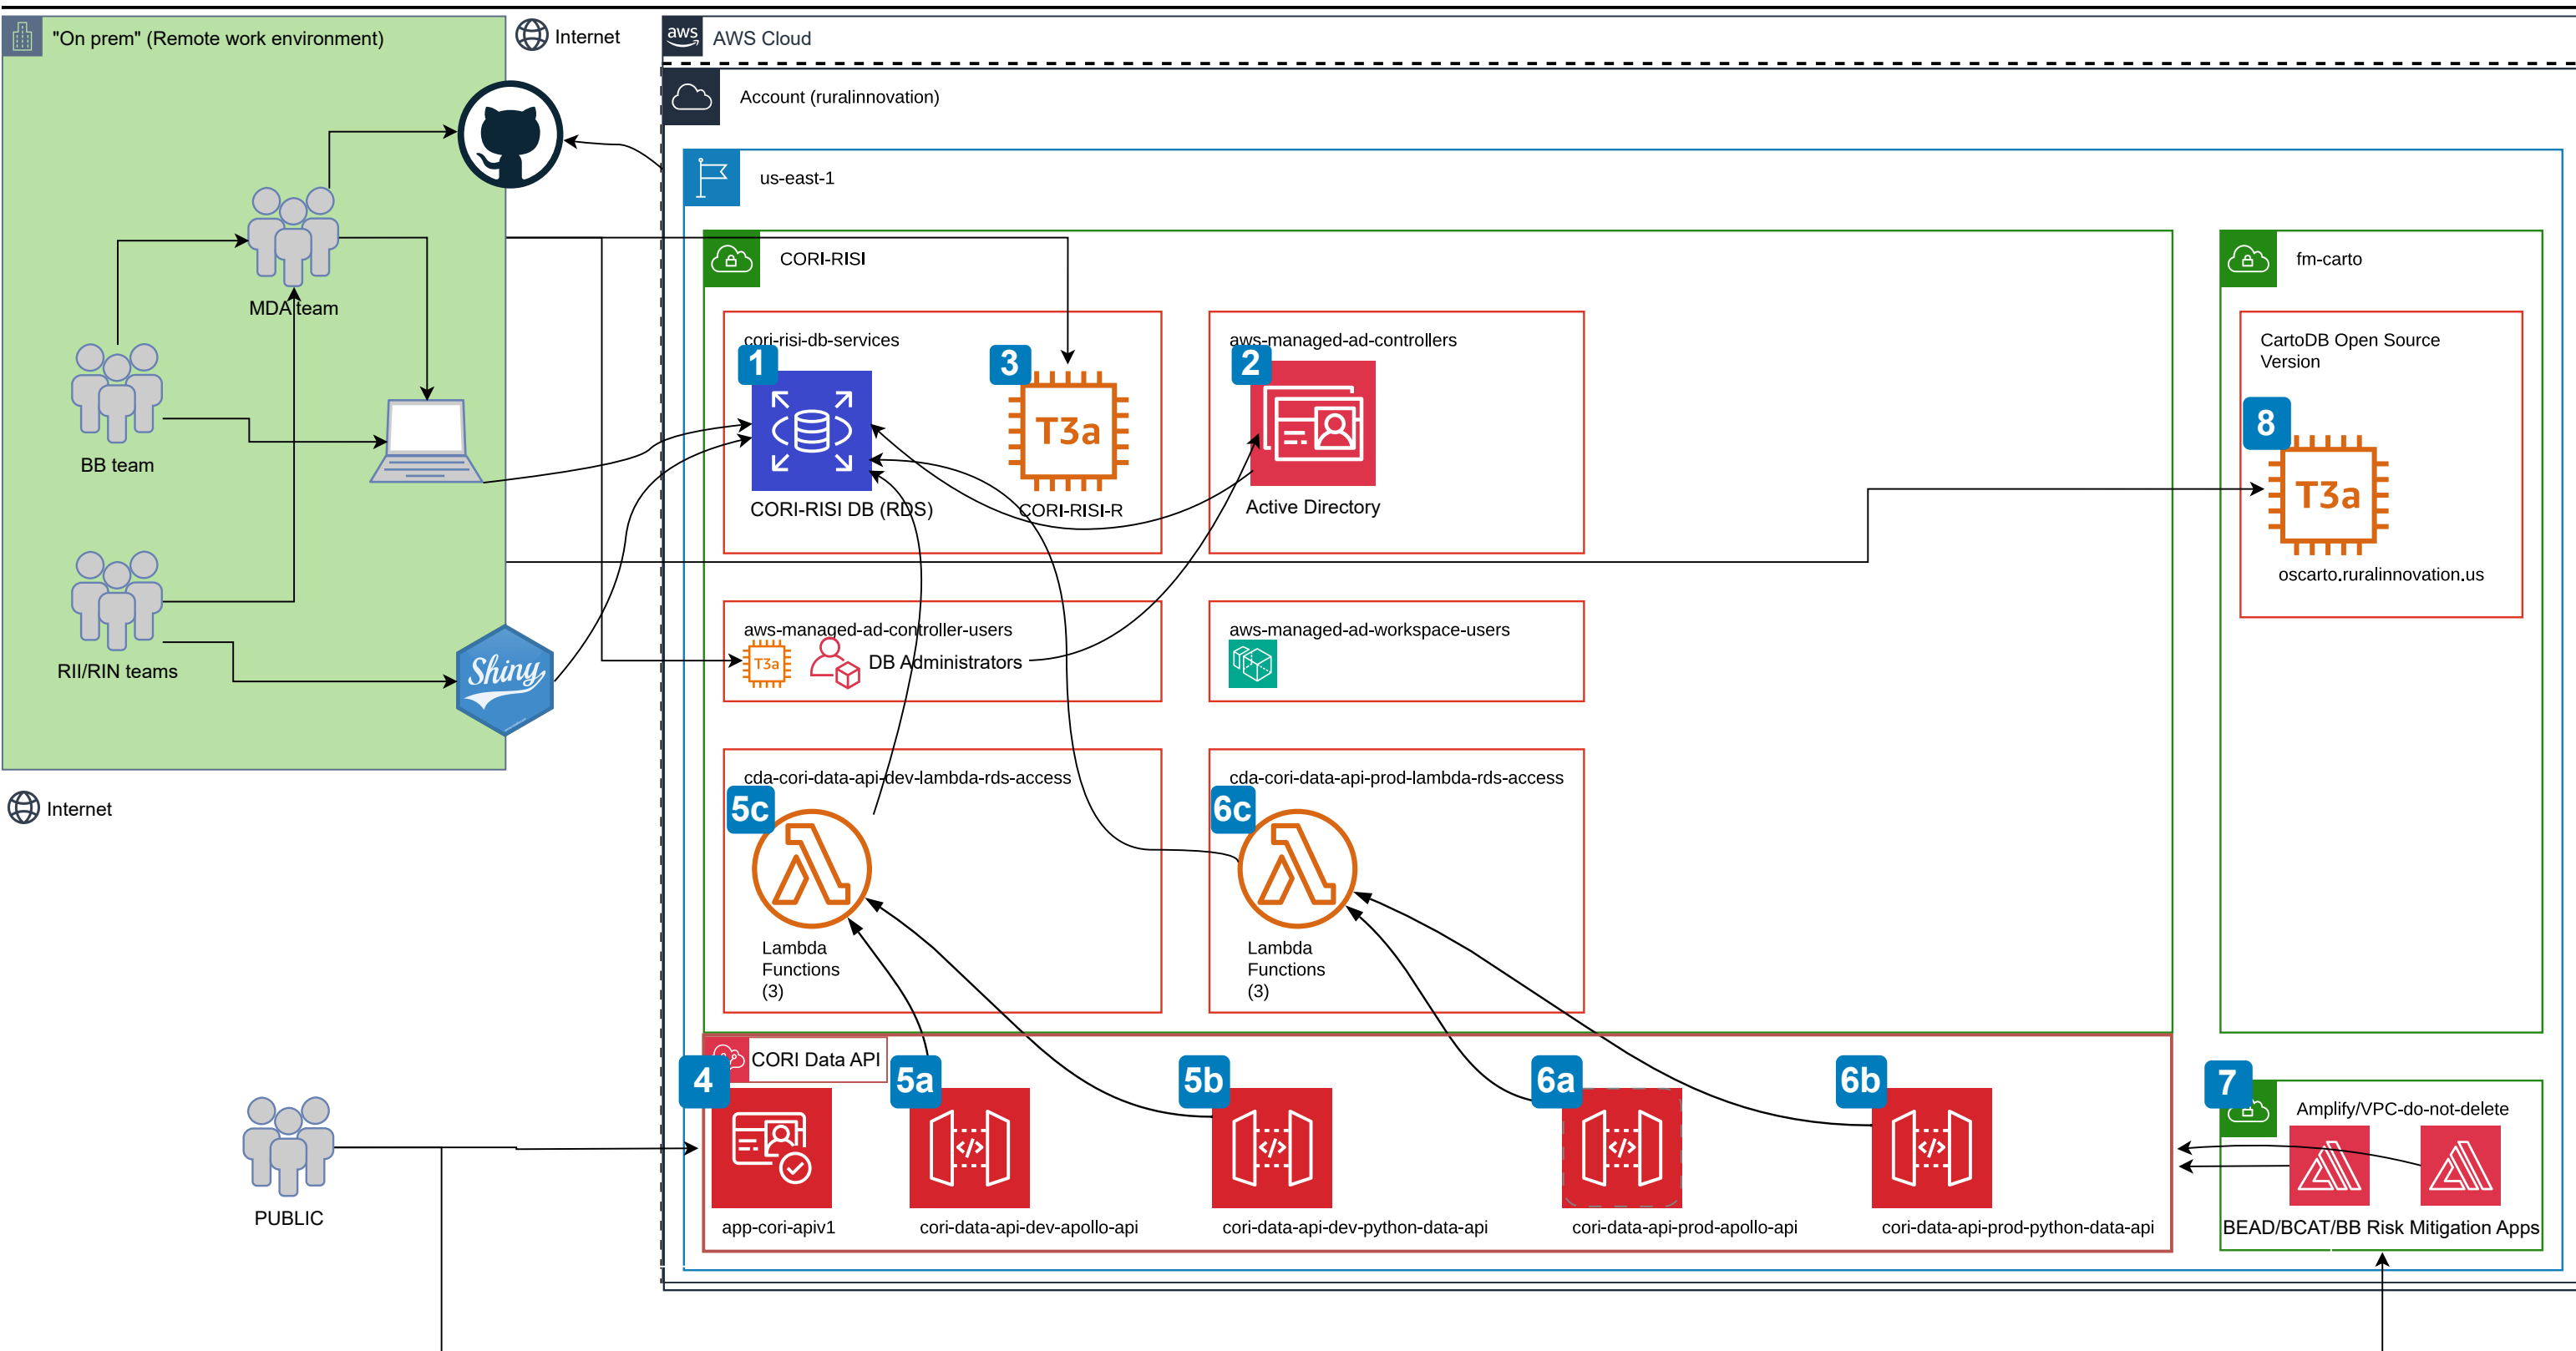 "On prem" (Remote work environment)
Internet
aws
AWS Cloud
Account (ruralinnovation)
us-east-1
CORI-RISI
fm-carto
MDA team
BB team
RII/RIN teams
Shiny
Internet
cori-risi-db-services
1
CORI-RISI DB (RDS)
3
T3a
CORI-RISI-R
aws-managed-ad-controllers
2
Active Directory
CartoDB Open Source
Version
8
T3a
oscarto.ruralinnovation.us
aws-managed-ad-controller-users
T3a
DB Administrators
aws-managed-ad-workspace-users
cda-cori-data-api-dev-lambda-rds-access
5c
Lambda
Functions
(3)
cda-cori-data-api-prod-lambda-rds-access
6c
Lambda
Functions
(3)
CORI Data API
4
app-cori-apiv1
5a
cori-data-api-dev-apollo-api
5b
cori-data-api-dev-python-data-api
6a
cori-data-api-prod-apollo-api
6b
cori-data-api-prod-python-data-api
7
Amplify/VPC-do-not-delete
BEAD/BCAT/BB Risk Mitigation Apps
PUBLIC